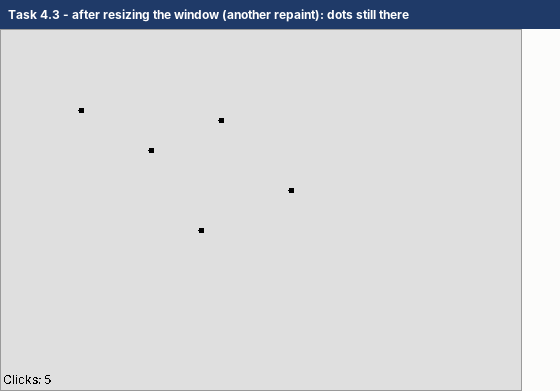 Task 4.3 - after resizing the window (another repaint): dots still there
Clicks: 5